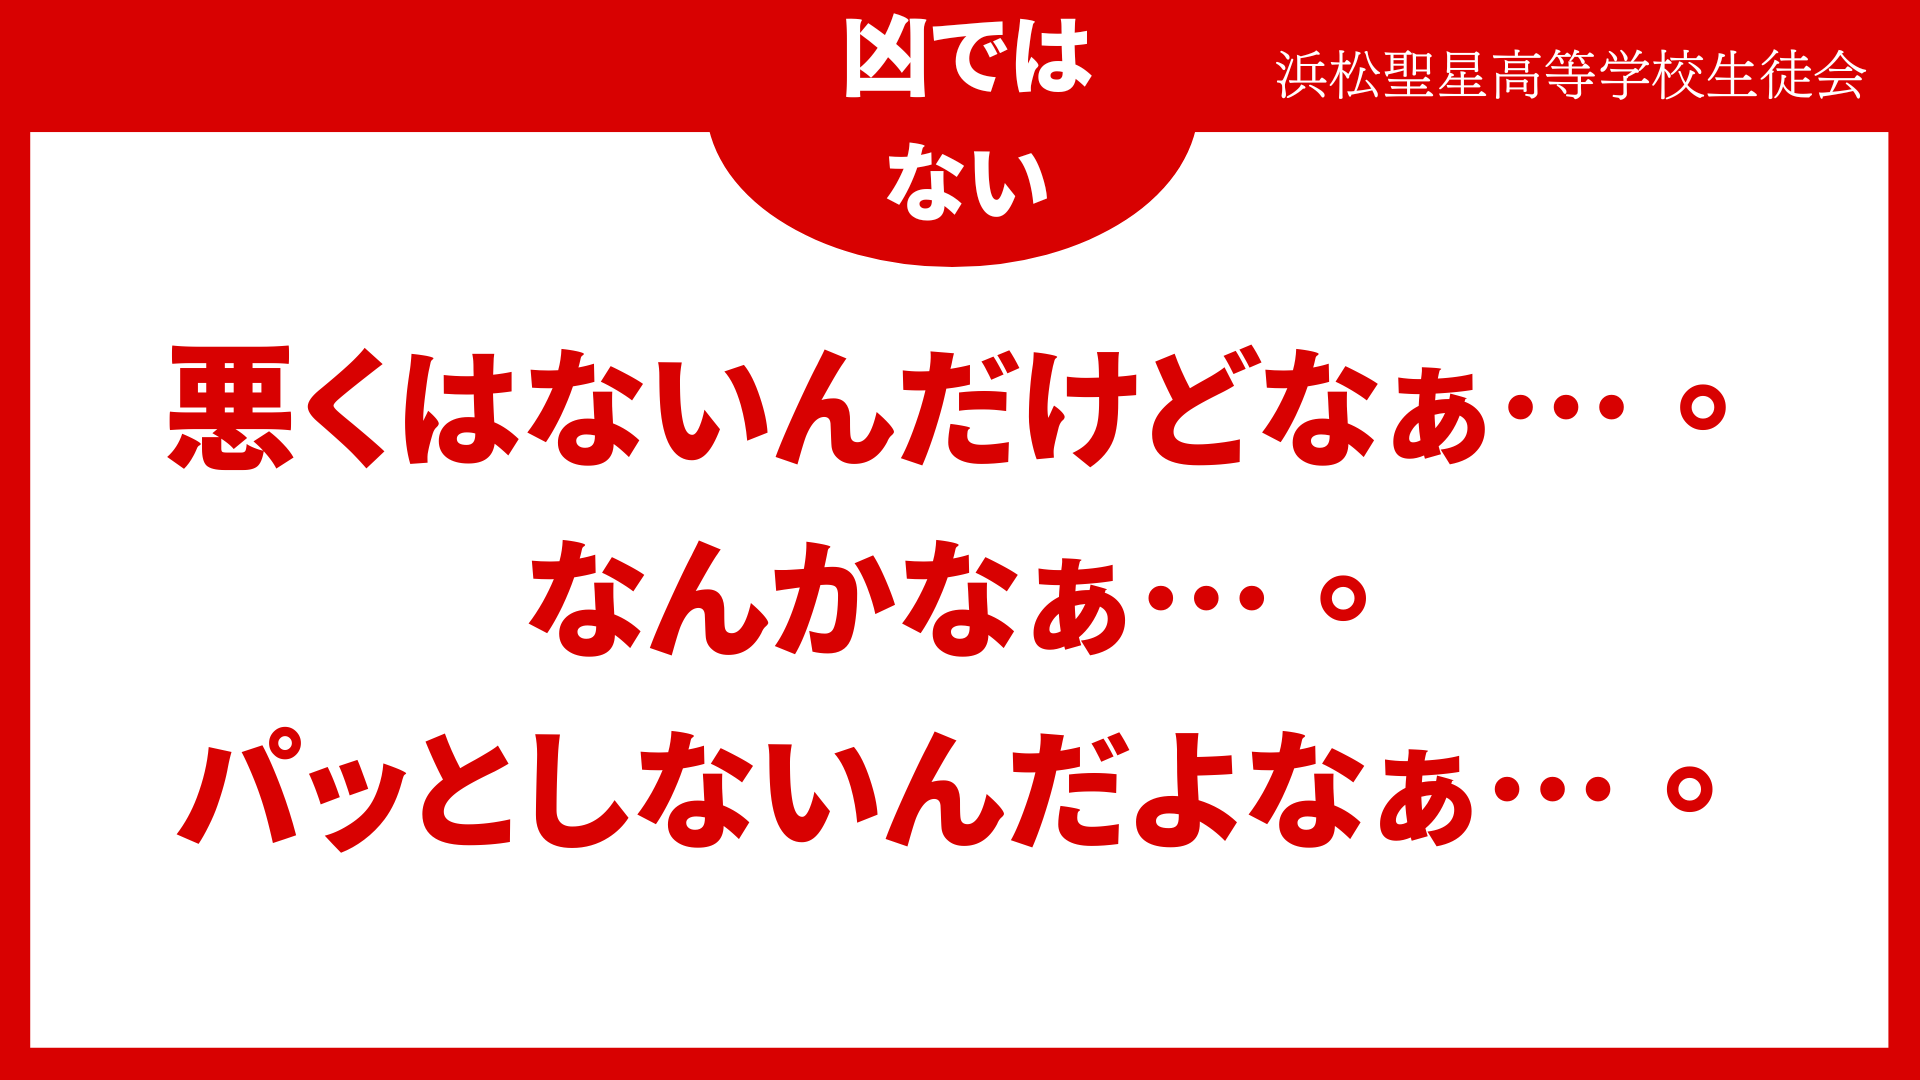 凶では
ない
浜松聖星高等学校生徒会
悪くはないんだけどなぁ…。
なんかなぁ…。
パッとしないんだよなぁ…。